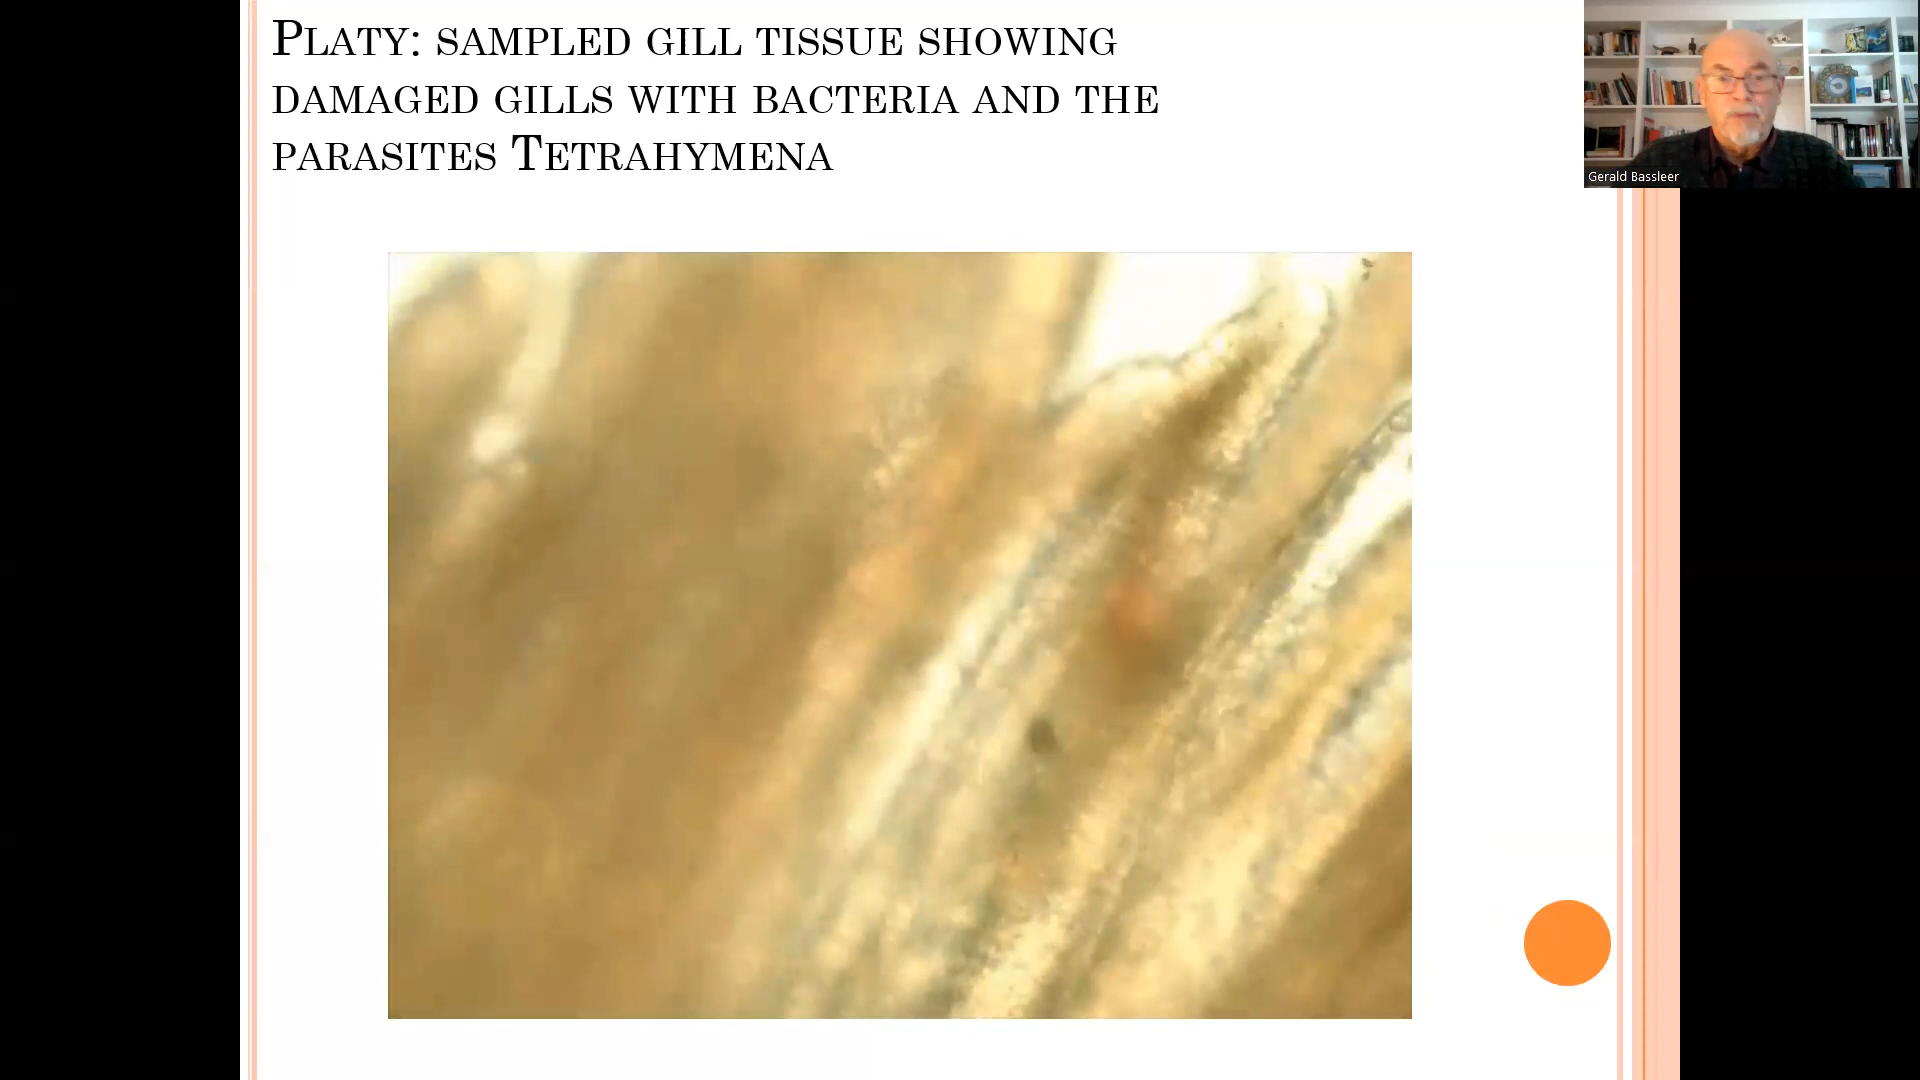 Platy: sampled gill tissue showing
damaged gills with bacteria and the
parasites Tetrahymena
Gerald Bassleer